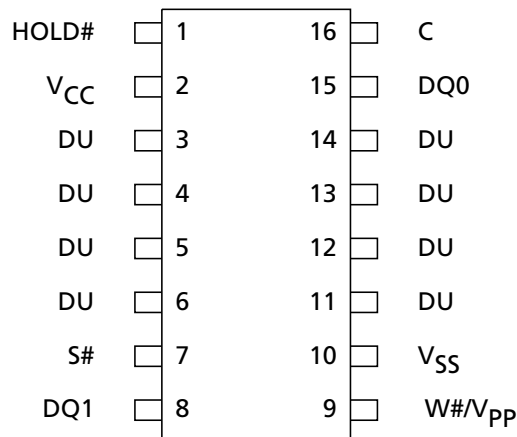 HOLD# 1 16 C
VCC 2 15 DQ0
DU 3 14 DU
DU 4 13 DU
DU 5 12 DU
DU 6 11 DU
S# 7 10 VSS
DQ1 8 9 W#/VPP